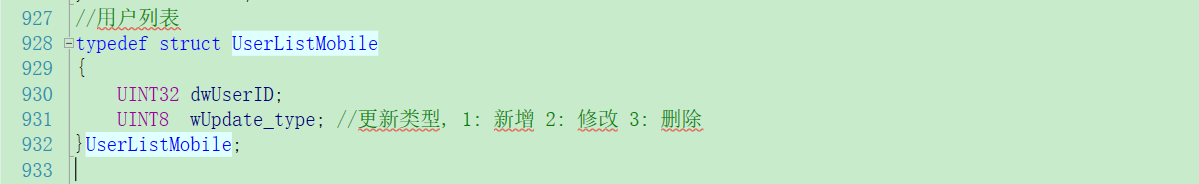 927 //用户列表
928 typedef struct UserListMobile
929 {
930 UINT32 dwUserID;
931 UINT8 wUpdate_type; //更新类型, 1: 新增 2: 修改 3: 删除
932 }UserListMobile;
933